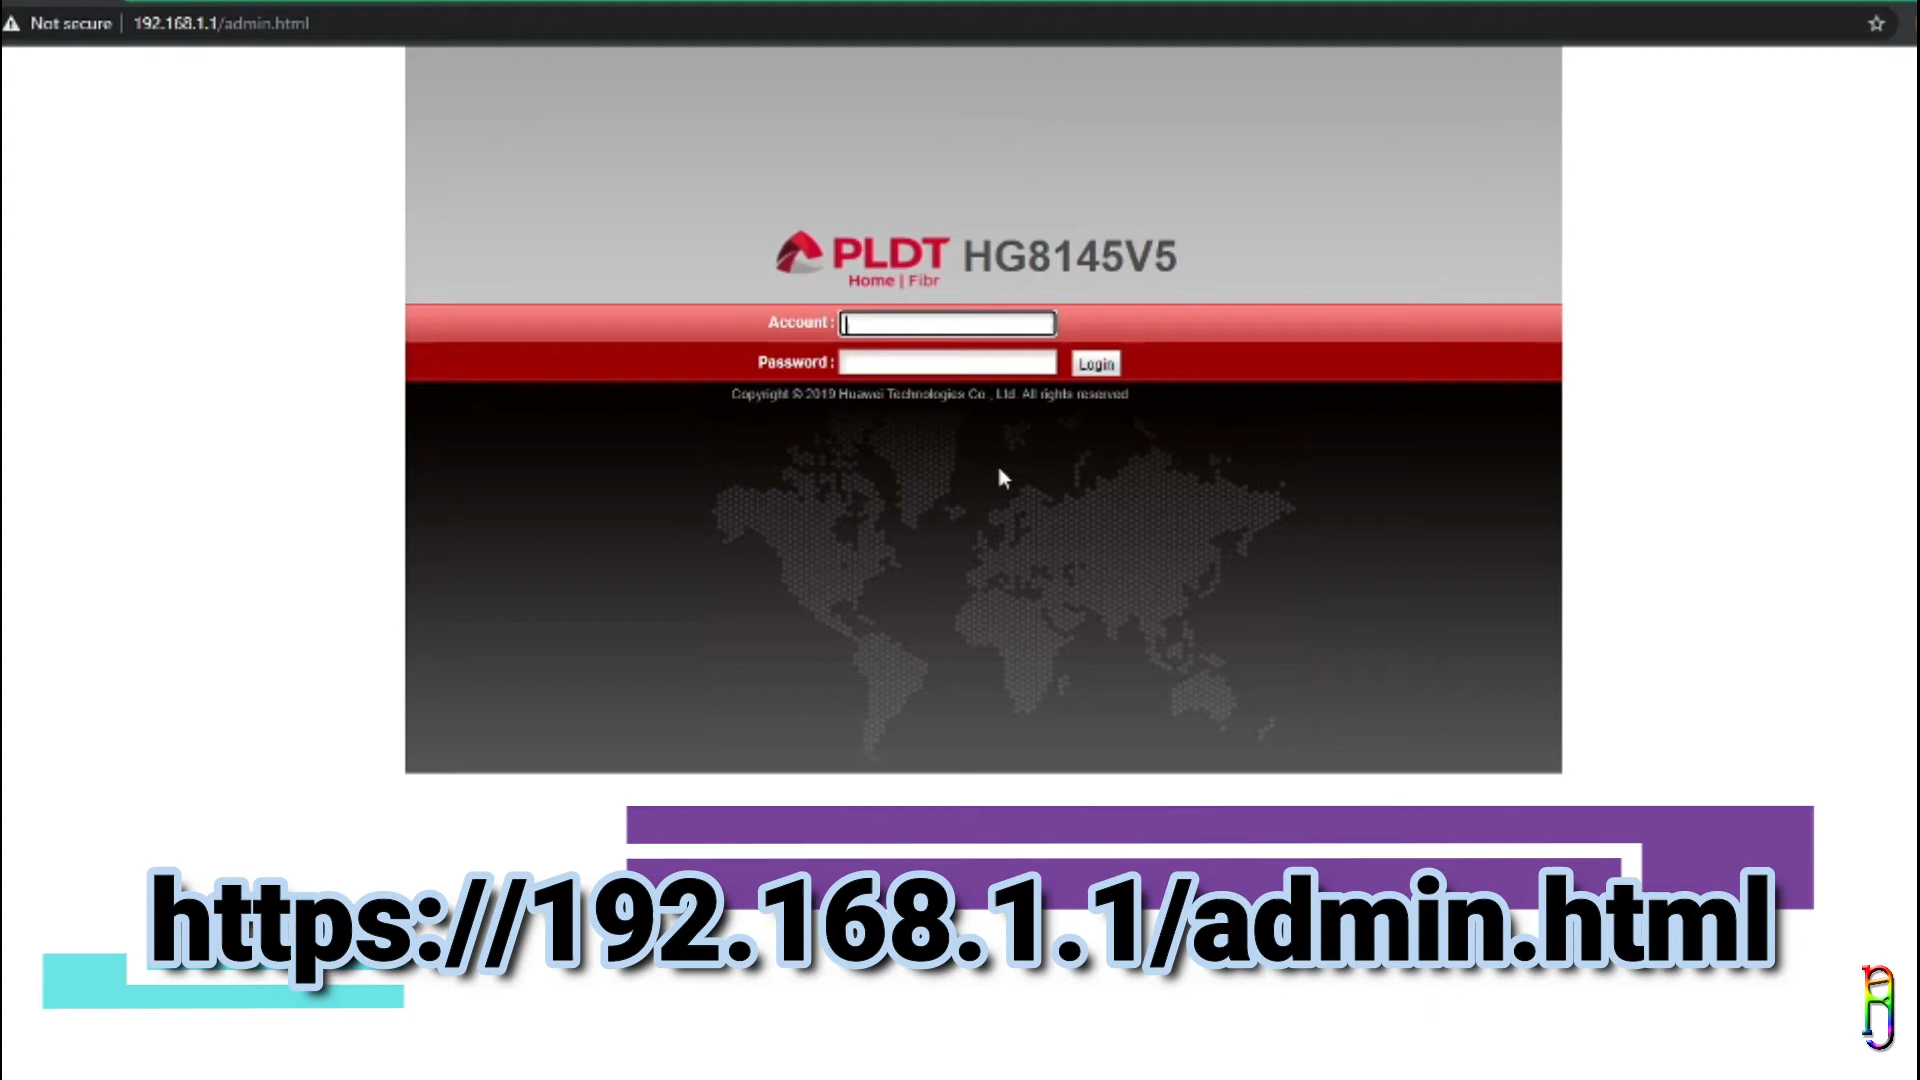 Not secure | 192.168.1.1/admin.html
PLDT HG8145V5
Home | Fibr
Account :
Password :
Login
Copyright © 2019 Huawei Technologies Co., Ltd. All rights reserved
https://192.168.1.1/admin.html